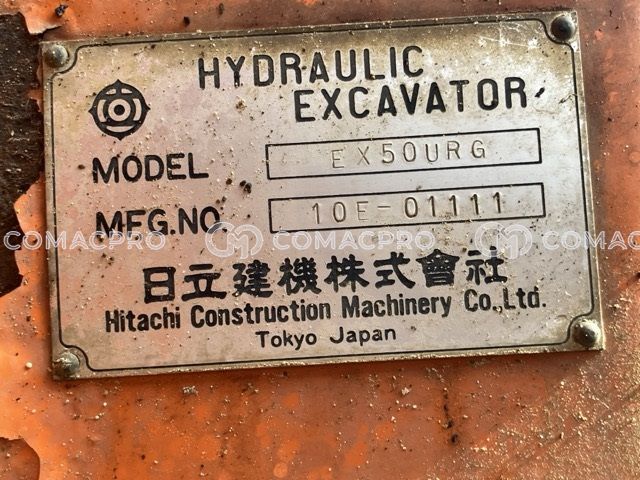 HYDRAULIC
EXCAVATOR
MODEL EX50URG
MFG.NO. 10E-01111
COMACPRO COMACPRO COMAC
日立建機株式會社
Hitachi Construction Machinery Co.,Ltd.
Tokyo Japan